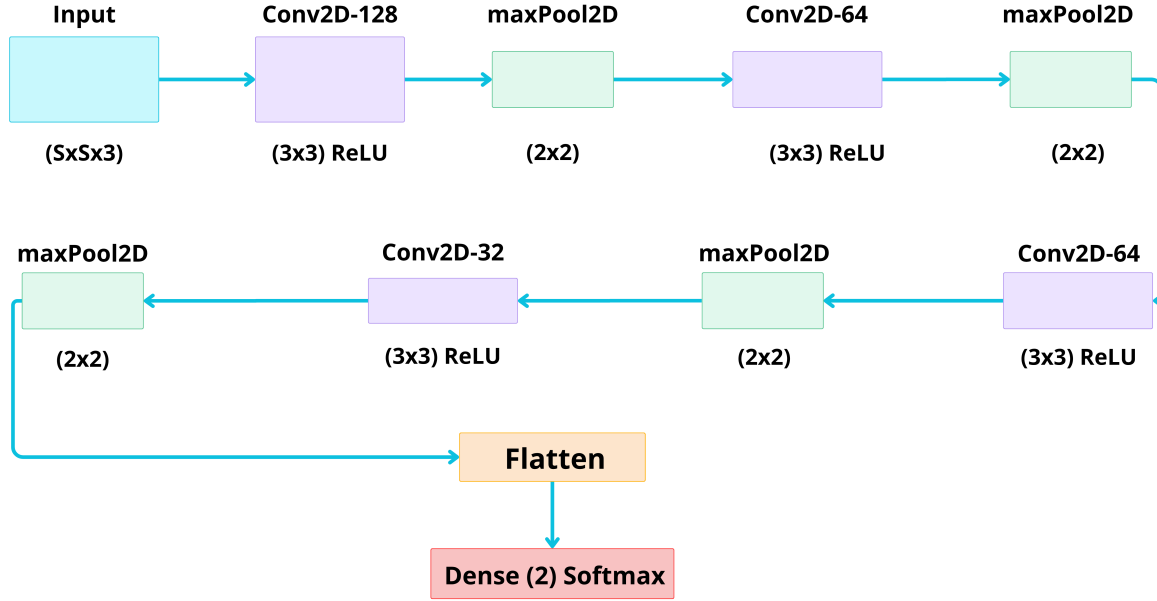 Input
Conv2D-128
maxPool2D
Conv2D-64
maxPool2D
(SxSx3)
(3x3) ReLU
(2x2)
(3x3) ReLU
(2x2)
maxPool2D
Conv2D-32
maxPool2D
Conv2D-64
(2x2)
(3x3) ReLU
(2x2)
(3x3) ReLU
Flatten
Dense (2) Softmax